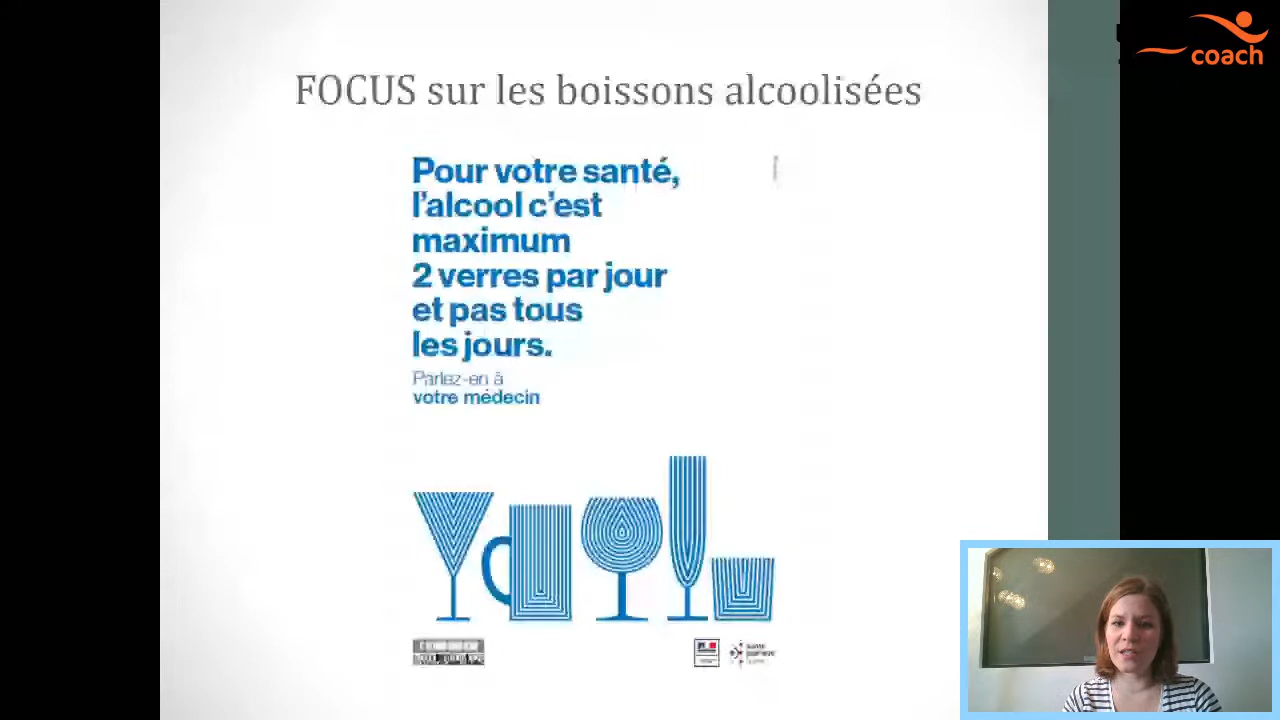 coach
FOCUS sur les boissons alcoolisées
Pour votre santé,
l'alcool c'est
maximum
2 verres par jour
et pas tous
les jours.
Parlez-en à
votre médecin